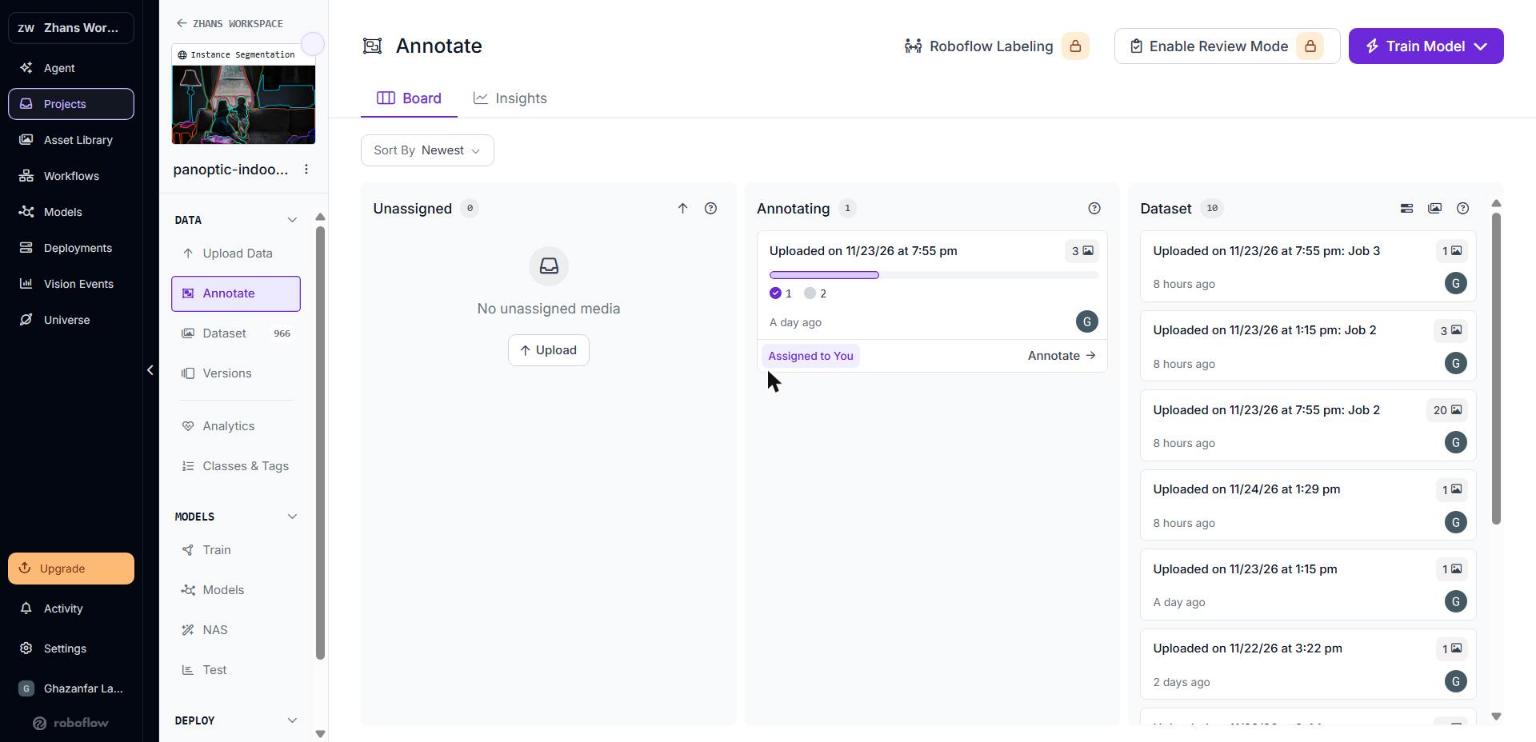 ZW Zhans Wor...
Agent
Projects
Asset Library
Workflows
Models
Deployments
Vision Events
Universe
Upgrade
Activity
Settings
G Ghazanfar La...
roboflow
ZHANS WORKSPACE
Instance Segmentation
panoptic-indoo...
DATA
Upload Data
Annotate
Dataset 966
Versions
Analytics
Classes & Tags
MODELS
Train
Models
NAS
Test
DEPLOY
Annotate
Roboflow Labeling
Enable Review Mode
Train Model
Board
Insights
Sort By Newest
Unassigned 0
No unassigned media
Upload
Annotating 1
Uploaded on 11/23/26 at 7:55 pm 3
1 2
A day ago G
Assigned to You Annotate
Dataset 10
Uploaded on 11/23/26 at 7:55 pm: Job 3 1
8 hours ago G
Uploaded on 11/23/26 at 1:15 pm: Job 2 3
8 hours ago G
Uploaded on 11/23/26 at 7:55 pm: Job 2 20
8 hours ago G
Uploaded on 11/24/26 at 1:29 pm 1
8 hours ago G
Uploaded on 11/23/26 at 1:15 pm 1
A day ago G
Uploaded on 11/22/26 at 3:22 pm 1
2 days ago G